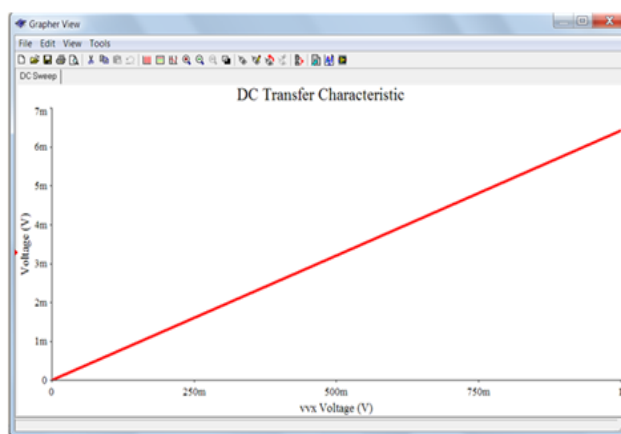 Grapher View
File Edit View Tools
DC Sweep
DC Transfer Characteristic
7m
6m
5m
4m
3m
2m
1m
0
Voltage (V)
0 250m 500m 750m 1
vvx Voltage (V)